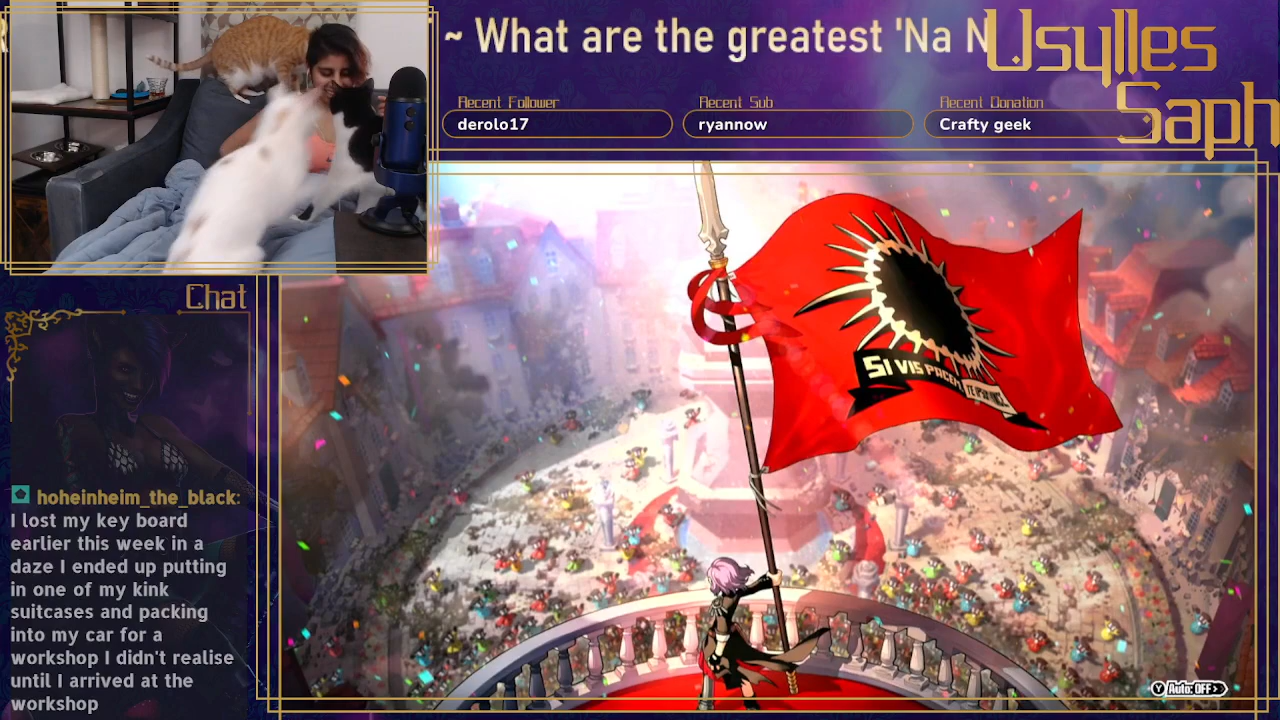 ~ What are the greatest 'Na N
Usylles
Saph
Recent Follower
derolo17
Recent Sub
ryannow
Recent Donation
Crafty geek
Chat
hoheinheim_the_black:
I lost my key board
earlier this week in a
daze I ended up putting
in one of my kink
suitcases and packing
into my car for a
workshop I didn't realise
until I arrived at the
workshop
SI VIS PACEM,
Y Auto: OFF